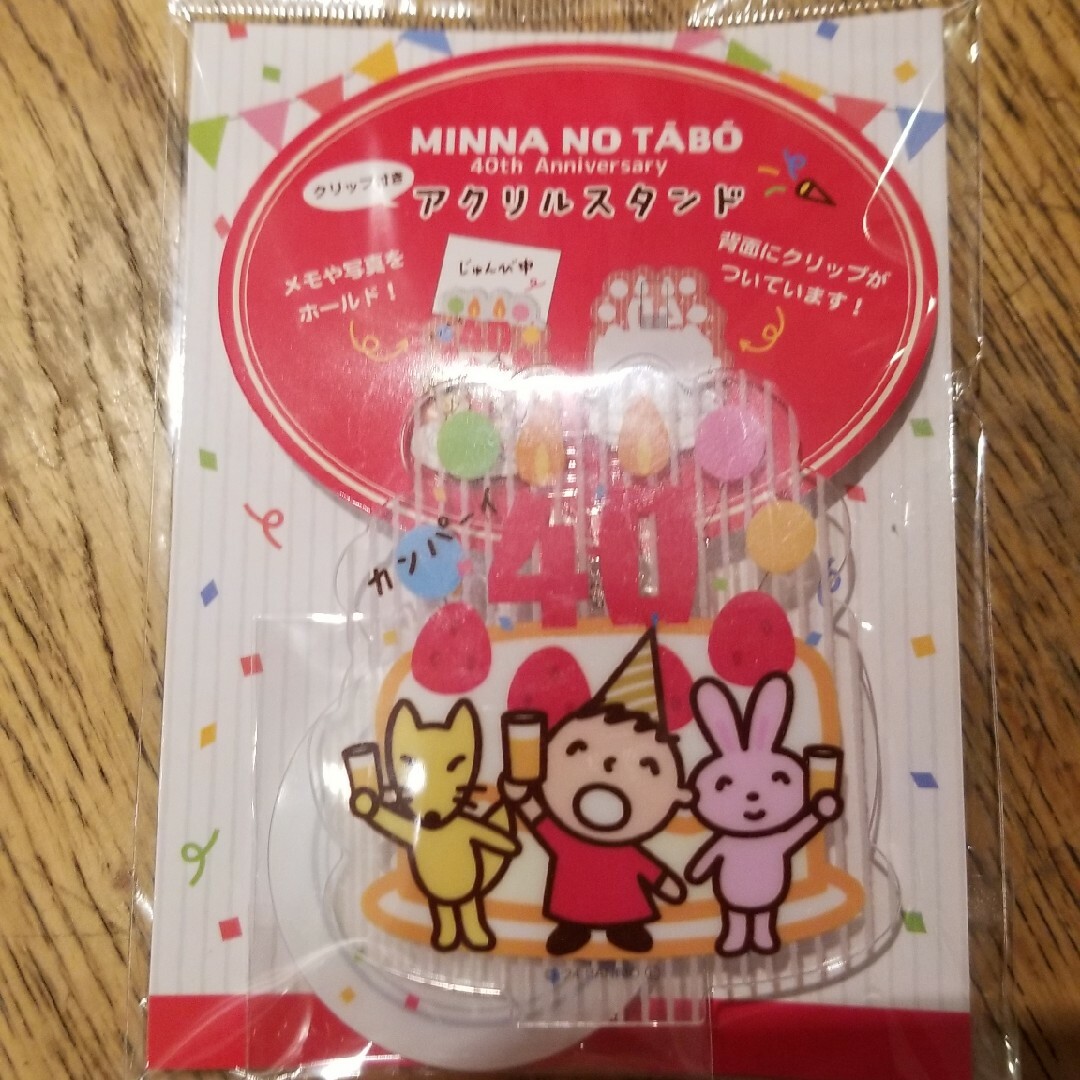 MINNA NO TĀBŌ
40th Anniversary
クリップ付き
アクリルスタンド
メモや写真を
ホールド！
背面にクリップが
ついています！
じゅんび中
40
カンパーイ
40